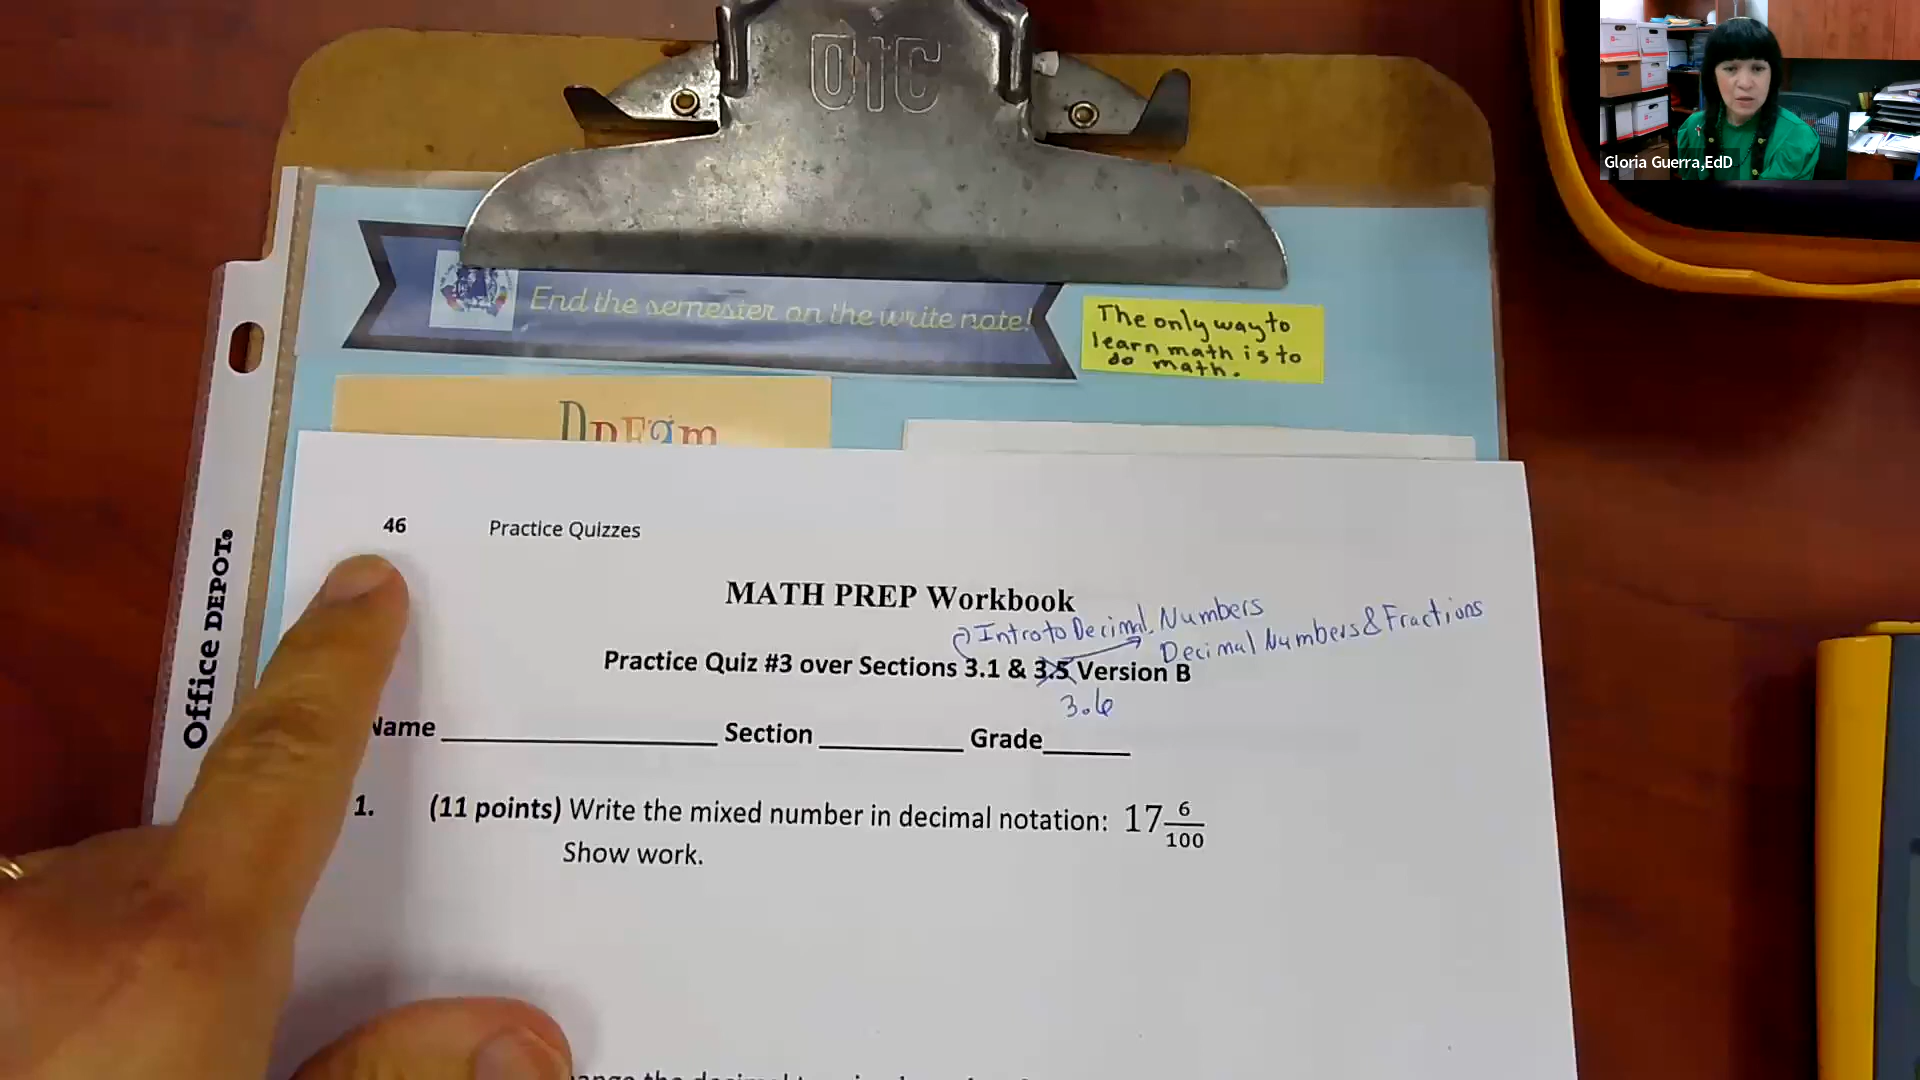 OIC
Gloria Guerra,EdD
End the semester on the write note!
The only way to
learn math is to
do math.
DREAM
Office DEPOT
46 Practice Quizzes
MATH PREP Workbook
Intro to Decimal Numbers
Decimal Numbers & Fractions
Practice Quiz #3 over Sections 3.1 & 3.5 Version B
3.6
Name Section Grade
1. (11 points) Write the mixed number in decimal notation: 17 6/100
Show work.
the decimal